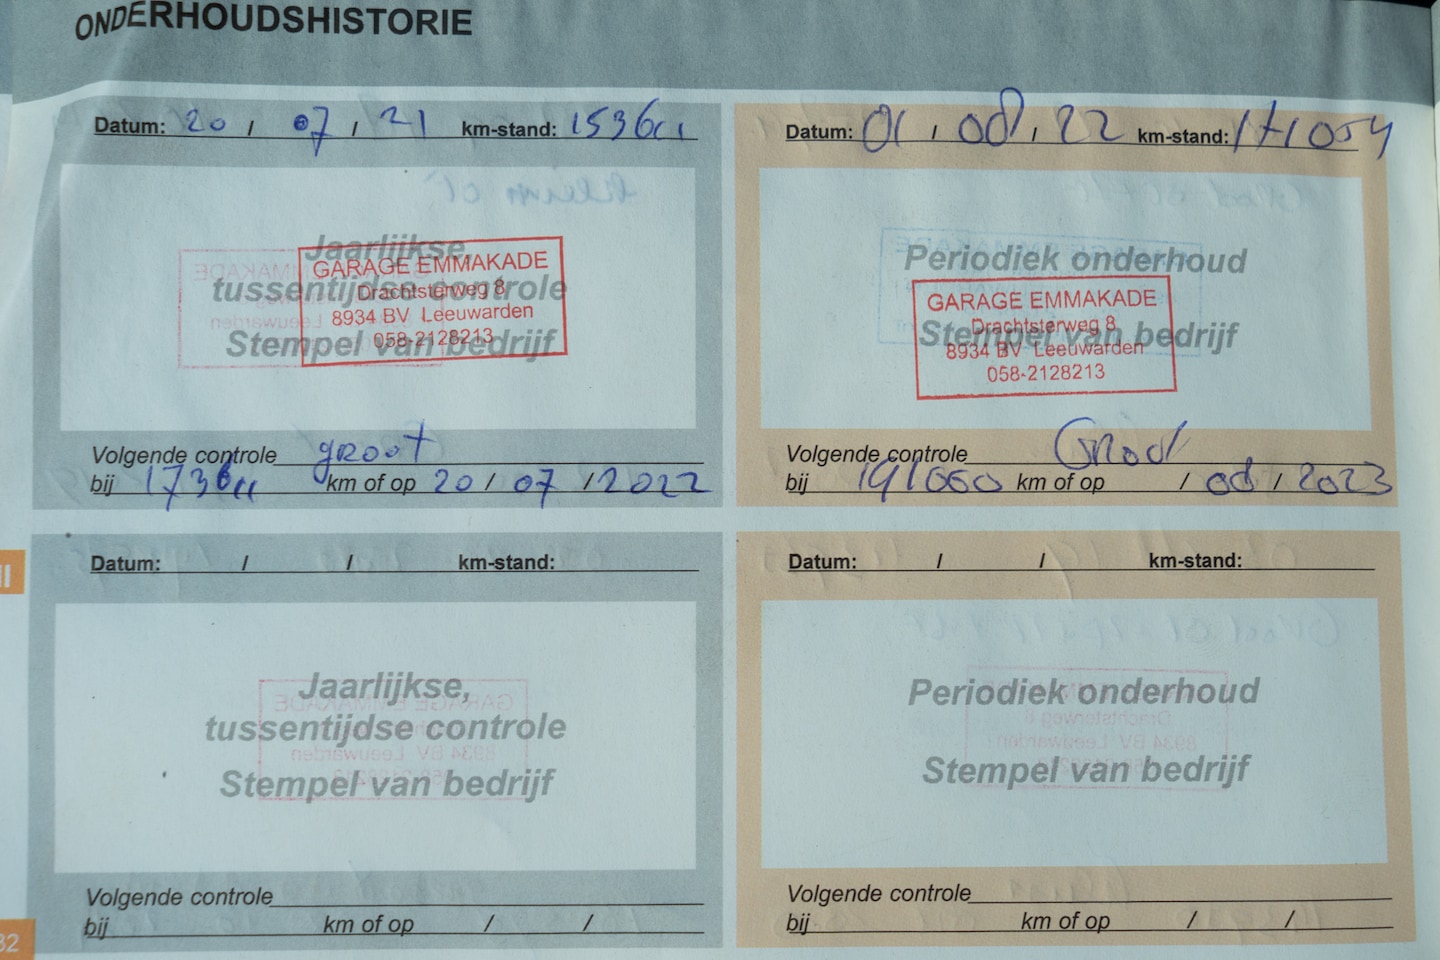 ONDERHOUDSHISTORIE
Datum: 20 / 07 / 21 km-stand: 153611
Jaarlijkse,
tussentijdse controle
Stempel van bedrijf
GARAGE EMMAKADE
Drachtsterweg 8
8934 BV Leeuwarden
058-2128213
Volgende controle groot
bij 173611 km of op 20 / 07 / 2022
Datum: 01 / 08 / 22 km-stand: 171054
Periodiek onderhoud
Stempel van bedrijf
GARAGE EMMAKADE
Drachtsterweg 8
8934 BV Leeuwarden
058-2128213
Volgende controle
bij 191000 km of op / 08 / 2023
Datum: / / km-stand:
Jaarlijkse,
tussentijdse controle
Stempel van bedrijf
Volgende controle
bij km of op / /
Datum: / / km-stand:
Periodiek onderhoud
Stempel van bedrijf
Volgende controle
bij km of op / /